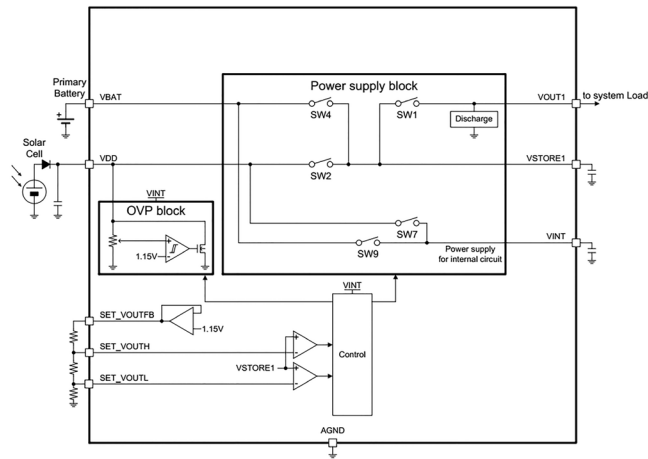 Primary
Battery
VBAT
Power supply block
SW4
SW1
VOUT1
to system Load
Discharge
+
Solar
Cell
VDD
SW2
VSTORE1
VINT
OVP block
SW7
SW9
Power supply
for internal circuit
VINT
+
-
1.15V
VINT
SET_VOUTFB
1.15V
SET_VOUTH
+
-
Control
VSTORE1
+
-
SET_VOUTL
AGND